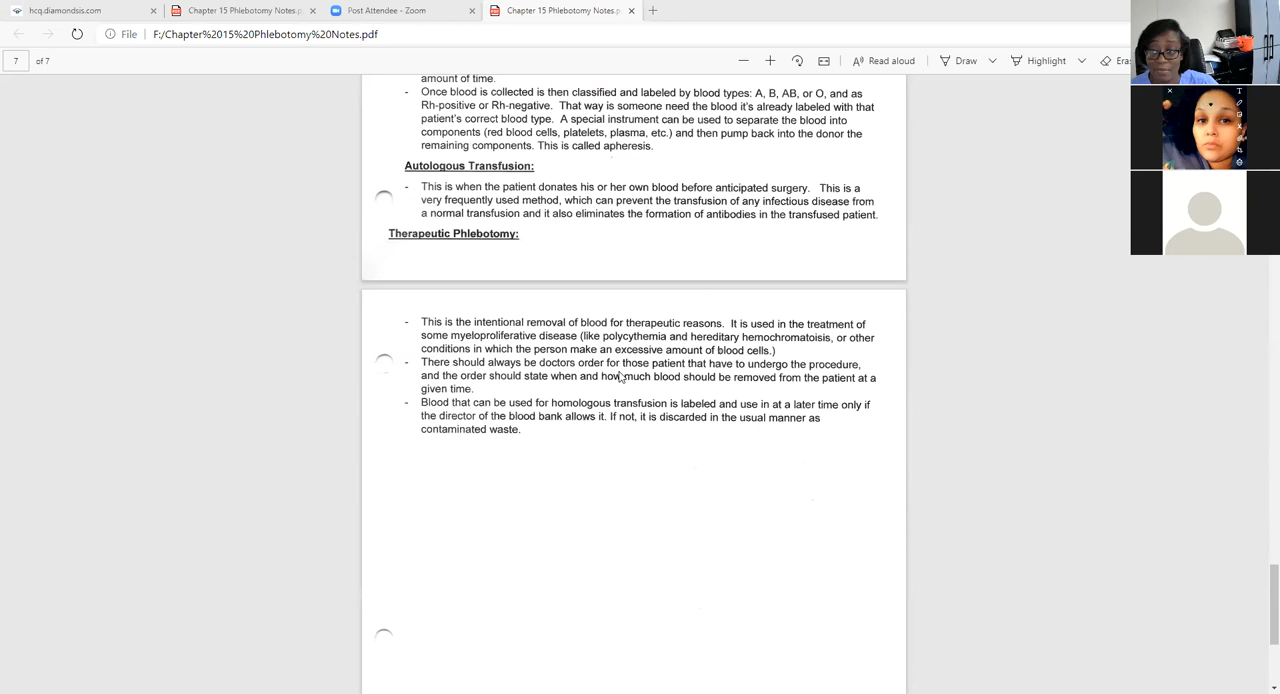 hcq.diamondsis.com
Chapter 15 Phlebotomy Notes.p
Post Attendee - Zoom
Chapter 15 Phlebotomy Notes.p
File
F:/Chapter%2015%20Phlebotomy%20Notes.pdf
7 of 7
Read aloud
Draw
Highlight
Eras
amount of time.
- Once blood is collected is then classified and labeled by blood types: A, B, AB, or O, and as
Rh-positive or Rh-negative. That way is someone need the blood it's already labeled with that
patient's correct blood type. A special instrument can be used to separate the blood into
components (red blood cells, platelets, plasma, etc.) and then pump back into the donor the
remaining components. This is called apheresis.
Autologous Transfusion:
- This is when the patient donates his or her own blood before anticipated surgery. This is a
very frequently used method, which can prevent the transfusion of any infectious disease from
a normal transfusion and it also eliminates the formation of antibodies in the transfused patient.
Therapeutic Phlebotomy:
- This is the intentional removal of blood for therapeutic reasons. It is used in the treatment of
some myeloproliferative disease (like polycythemia and hereditary hemochromatoisis, or other
conditions in which the person make an excessive amount of blood cells.)
- There should always be doctors order for those patient that have to undergo the procedure,
and the order should state when and how much blood should be removed from the patient at a
given time.
- Blood that can be used for homologous transfusion is labeled and use in at a later time only if
the director of the blood bank allows it. If not, it is discarded in the usual manner as
contaminated waste.